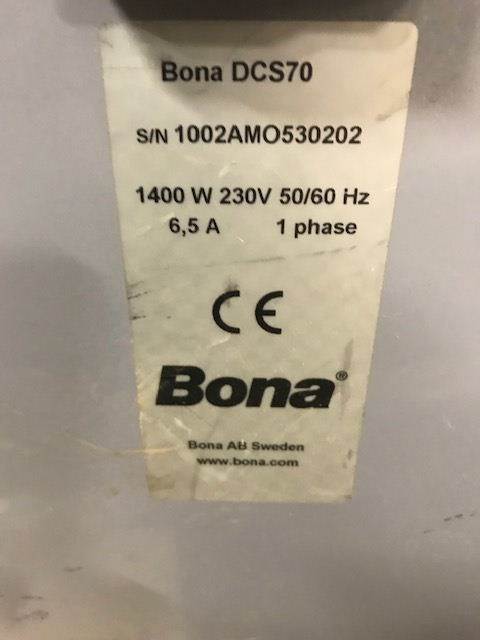 Bona DCS70
S/N 1002AMO530202
1400 W 230V 50/60 Hz
6,5 A 1 phase
CE
Bona®
Bona AB Sweden
www.bona.com